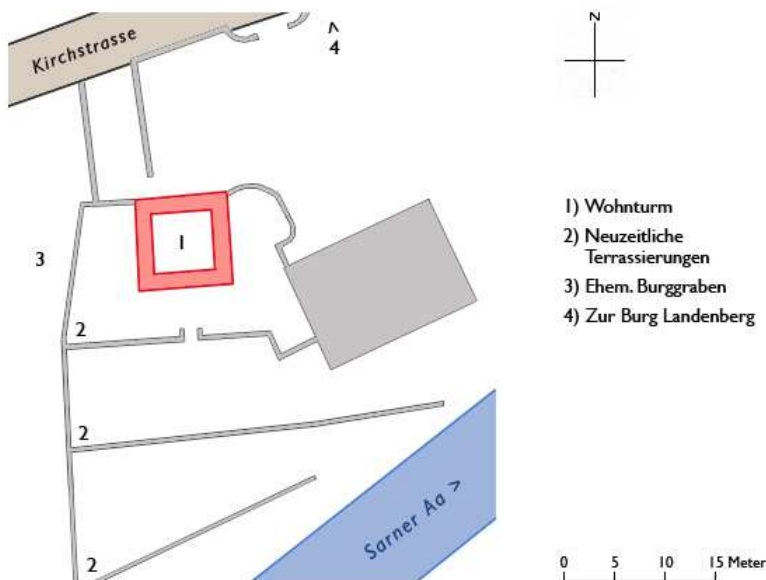 Kirchstrasse
^
4
N
1
3
2
2
2
Sarner Aa >
1) Wohnturm
2) Neuzeitliche
Terrassierungen
3) Ehem. Burggraben
4) Zur Burg Landenberg
0 5 10 15 Meter